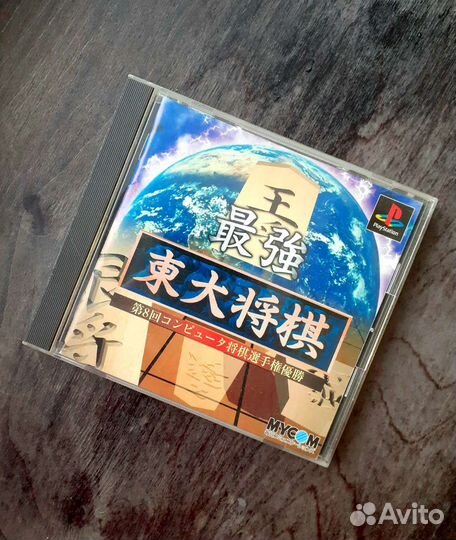 王
最強
東大将棋
第8回コンピュータ将棋選手権優勝
PlayStation
MYCOM
Avito